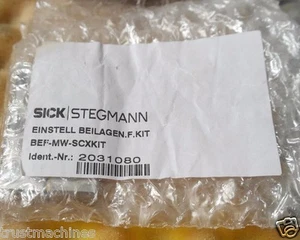 SICK | STEGMANN
EINSTELL BEILAGEN.F.KIT
BEF-MW-SCXKIT
Ident.-Nr.: 2031080
trustmachines